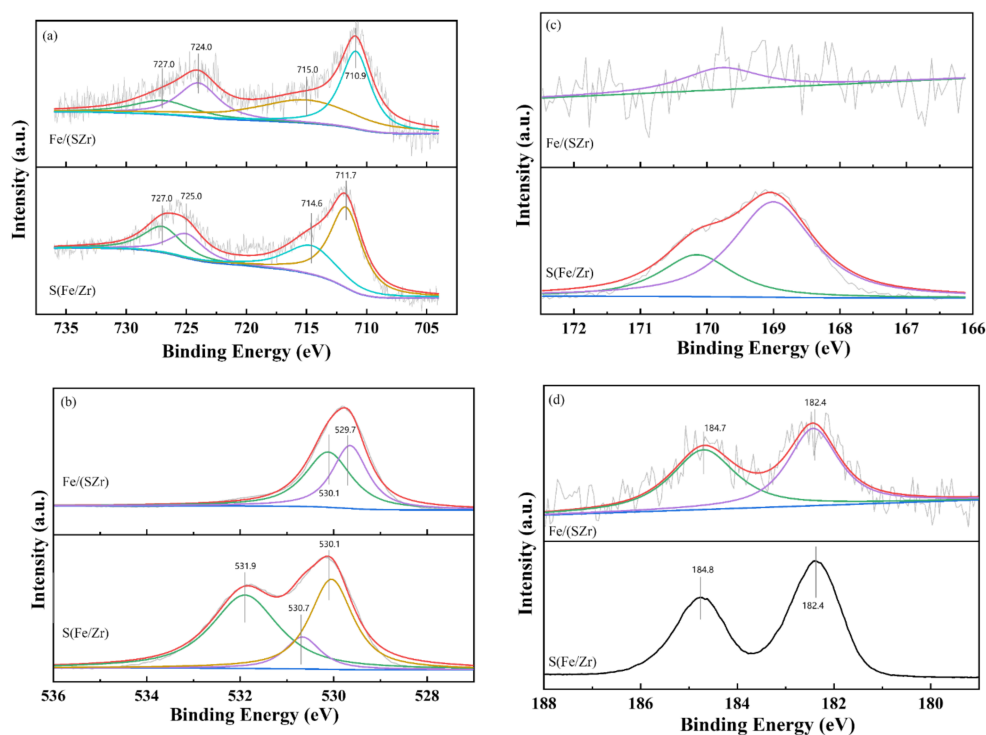 (a)
727.0
724.0
715.0
710.9
Fe/(SZr)
727.0
725.0
714.6
711.7
S(Fe/Zr)
Intensity (a.u.)
735 730 725 720 715 710 705
Binding Energy (eV)
(c)
Fe/(SZr)
S(Fe/Zr)
Intensity (a.u.)
172 171 170 169 168 167 166
Binding Energy (eV)
(b)
529.7
530.1
Fe/(SZr)
531.9
530.7
530.1
S(Fe/Zr)
Intensity (a.u.)
536 534 532 530 528
Binding Energy (eV)
(d)
184.7
182.4
Fe/(SZr)
184.8
182.4
S(Fe/Zr)
Intensity (a.u.)
188 186 184 182 180
Binding Energy (eV)